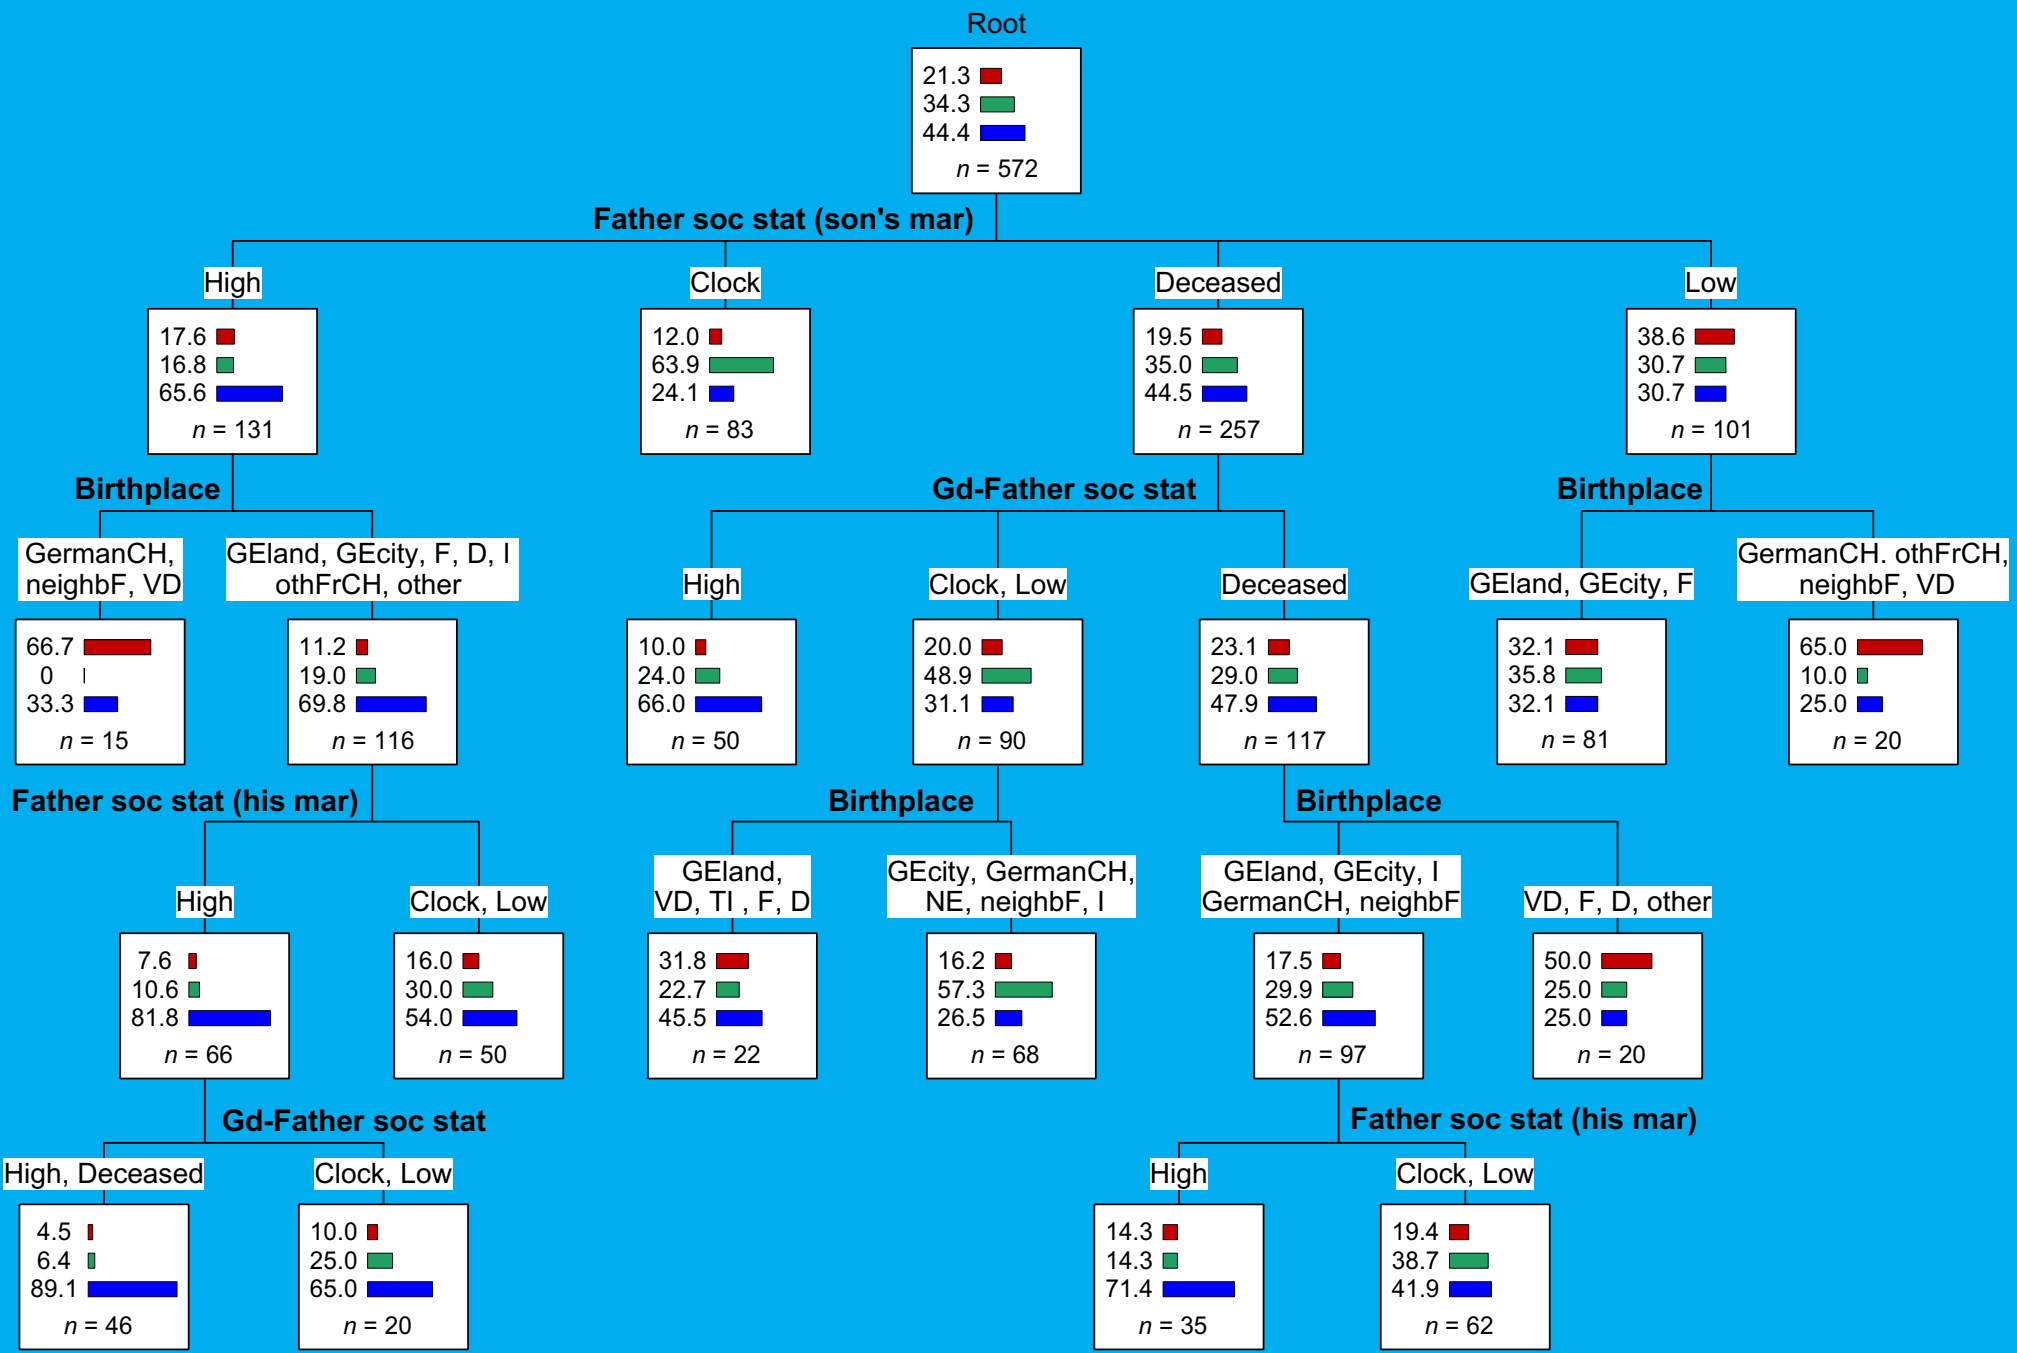 Root
21.3
34.3
44.4
n = 572
Father soc stat (son's mar)
High
Clock
Deceased
Low
17.6
16.8
65.6
n = 131
12.0
63.9
24.1
n = 83
19.5
35.0
44.5
n = 257
38.6
30.7
30.7
n = 101
Birthplace
Gd-Father soc stat
Birthplace
GermanCH,
neighbF, VD
GEland, GEcity, F, D, I
othFrCH, other
High
Clock, Low
Deceased
GEland, GEcity, F
GermanCH. othFrCH,
neighbF, VD
66.7
0
33.3
n = 15
11.2
19.0
69.8
n = 116
10.0
24.0
66.0
n = 50
20.0
48.9
31.1
n = 90
23.1
29.0
47.9
n = 117
32.1
35.8
32.1
n = 81
65.0
10.0
25.0
n = 20
Father soc stat (his mar)
Birthplace
Birthplace
High
Clock, Low
GEland,
VD, TI , F, D
GEcity, GermanCH,
NE, neighbF, I
GEland, GEcity, I
GermanCH, neighbF
VD, F, D, other
7.6
10.6
81.8
n = 66
16.0
30.0
54.0
n = 50
31.8
22.7
45.5
n = 22
16.2
57.3
26.5
n = 68
17.5
29.9
52.6
n = 97
50.0
25.0
25.0
n = 20
Gd-Father soc stat
Father soc stat (his mar)
High, Deceased
Clock, Low
High
Clock, Low
4.5
6.4
89.1
n = 46
10.0
25.0
65.0
n = 20
14.3
14.3
71.4
n = 35
19.4
38.7
41.9
n = 62